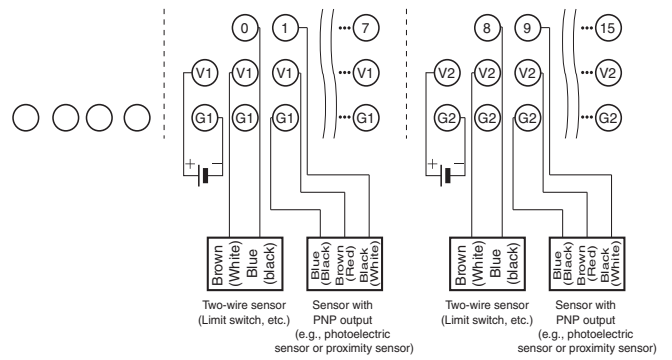 0 1 ••• 7 8 9 ••• 15
V1 V1 V1 ••• V1 V2 V2 V2 ••• V2
G1 G1 G1 ••• G1 G2 G2 G2 ••• G2
+ − + −
Brown
(White)
Blue
(black)
Blue
(Black)
Brown
(Red)
Black
(White)
Brown
(White)
Blue
(black)
Blue
(Black)
Brown
(Red)
Black
(White)
Two-wire sensor
(Limit switch, etc.)
Sensor with
PNP output
(e.g., photoelectric
sensor or proximity sensor)
Two-wire sensor
(Limit switch, etc.)
Sensor with
PNP output
(e.g., photoelectric
sensor or proximity sensor)